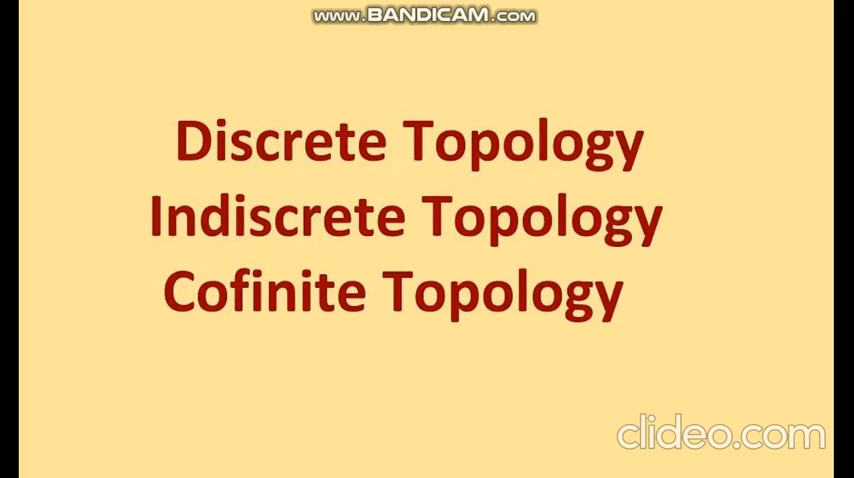 www.BANDICAM.com
Discrete Topology
Indiscrete Topology
Cofinite Topology
clideo.com